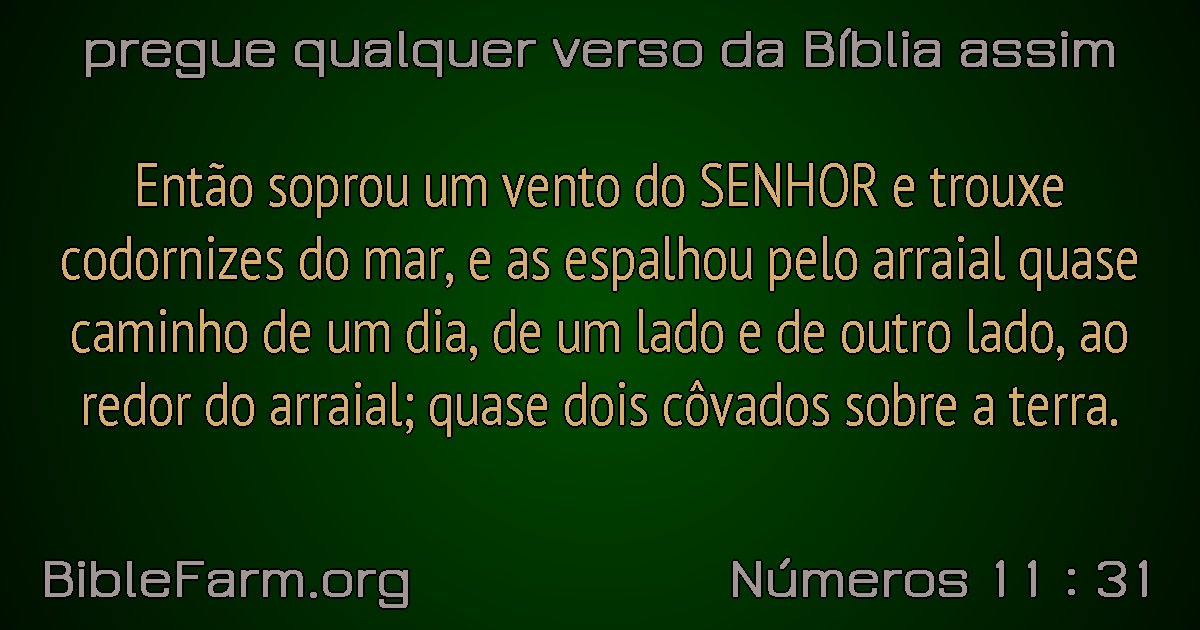 pregue qualquer verso da Bíblia assim
Então soprou um vento do SENHOR e trouxe
codornizes do mar, e as espalhou pelo arraial quase
caminho de um dia, de um lado e de outro lado, ao
redor do arraial; quase dois côvados sobre a terra.
BibleFarm.org
Números 11 : 31